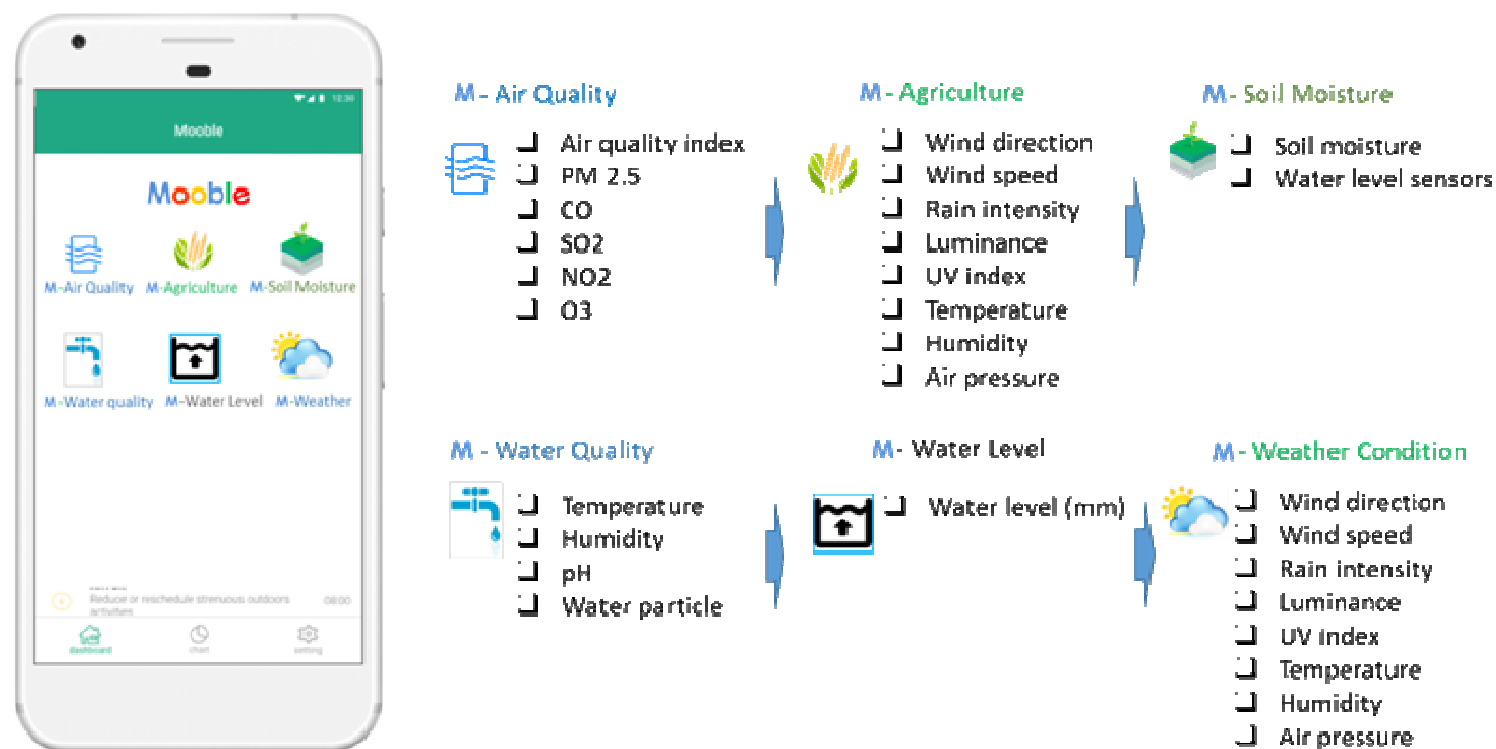 12:30
Mooble
Mooble
M-Air Quality M-Agriculture M-Soil Moisture
M-Water quality M-Water Level M-Weather
Reduce or reschedule strenuous outdoors 08:00
activities
dashboard chart setting
M- Air Quality
Air quality index
PM 2.5
CO
SO2
NO2
O3
M- Agriculture
Wind direction
Wind speed
Rain intensity
Luminance
UV index
Temperature
Humidity
Air pressure
M- Soil Moisture
Soil moisture
Water level sensors
M - Water Quality
Temperature
Humidity
pH
Water particle
M- Water Level
Water level (mm)
M- Weather Condition
Wind direction
Wind speed
Rain intensity
Luminance
UV index
Temperature
Humidity
Air pressure